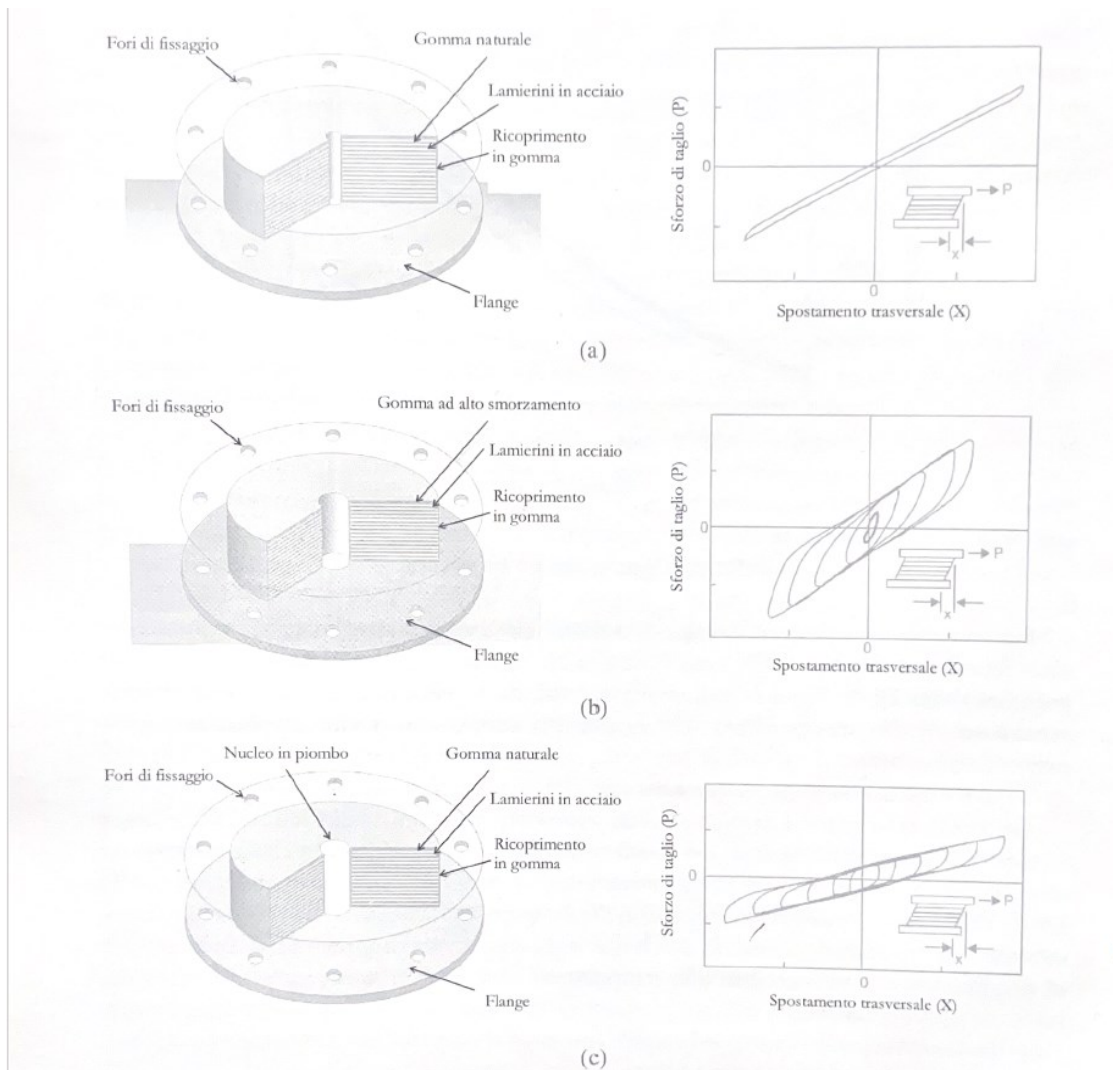 Fori di fissaggio
Gomma naturale
Lamierini in acciaio
Ricoprimento
in gomma
Flange
Sforzo di taglio (P)
0
P
x
0
Spostamento trasversale (X)
(a)
Fori di fissaggio
Gomma ad alto smorzamento
Lamierini in acciaio
Ricoprimento
in gomma
Flange
Sforzo di taglio (P)
0
P
x
0
Spostamento trasversale (X)
(b)
Nucleo in piombo
Fori di fissaggio
Gomma naturale
Lamierini in acciaio
Ricoprimento
in gomma
Flange
Sforzo di taglio (P)
0
P
x
0
Spostamento trasversale (X)
(c)